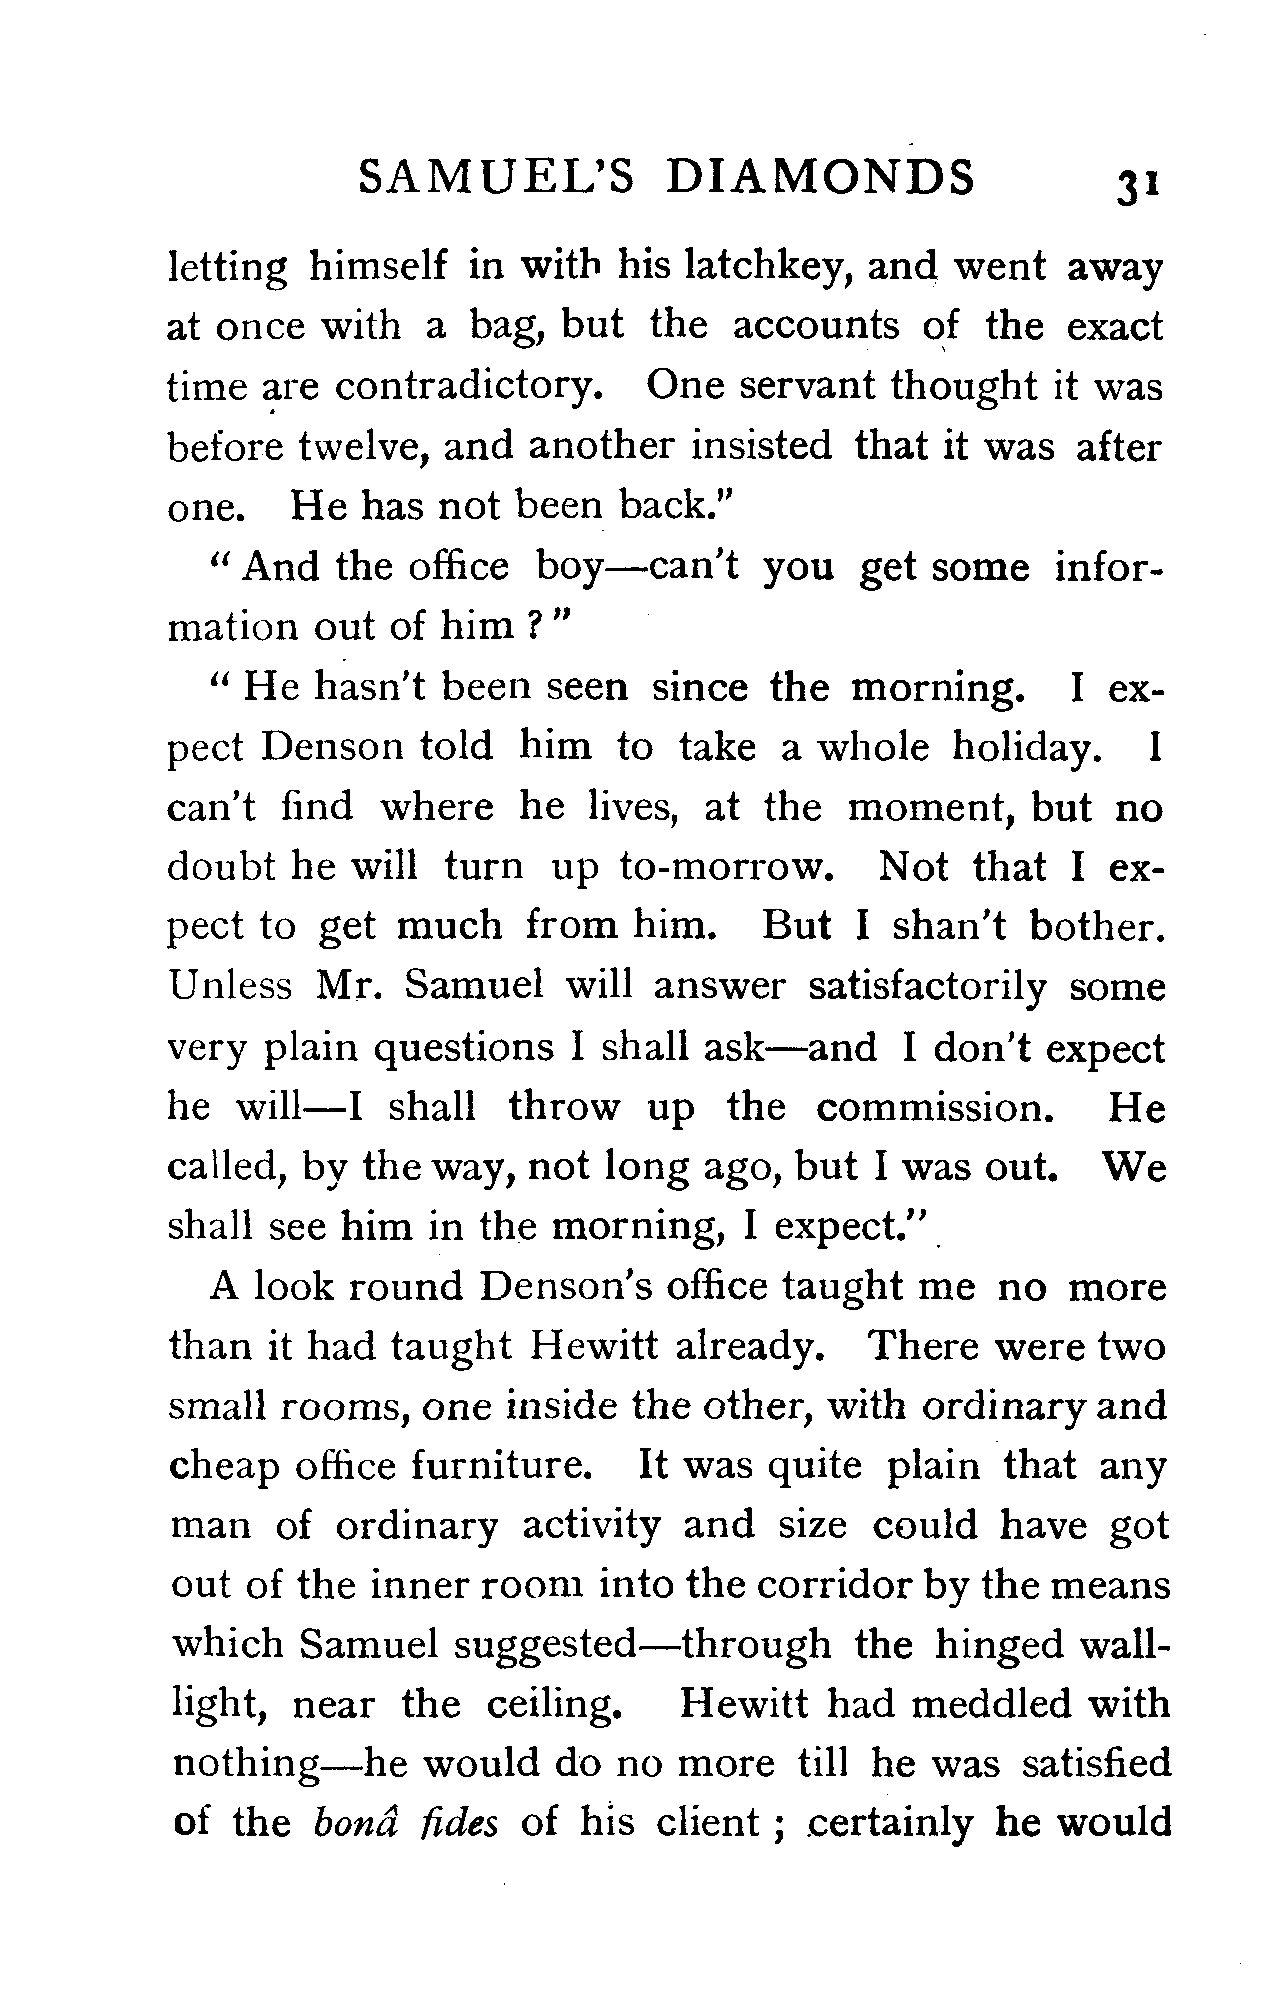 SAMUEL'S DIAMONDS 31
letting himself in with his latchkey, and went away
at once with a bag, but the accounts of the exact
time are contradictory. One servant thought it was
before twelve, and another insisted that it was after
one. He has not been back."
" And the office boy—can't you get some infor-
mation out of him ? "
" He hasn't been seen since the morning. I ex-
pect Denson told him to take a whole holiday. I
can't find where he lives, at the moment, but no
doubt he will turn up to-morrow. Not that I ex-
pect to get much from him. But I shan't bother.
Unless Mr. Samuel will answer satisfactorily some
very plain questions I shall ask—and I don't expect
he will—I shall throw up the commission. He
called, by the way, not long ago, but I was out. We
shall see him in the morning, I expect."
A look round Denson's office taught me no more
than it had taught Hewitt already. There were two
small rooms, one inside the other, with ordinary and
cheap office furniture. It was quite plain that any
man of ordinary activity and size could have got
out of the inner room into the corridor by the means
which Samuel suggested—through the hinged wall-
light, near the ceiling. Hewitt had meddled with
nothing—he would do no more till he was satisfied
of the bonâ fides of his client ; certainly he would